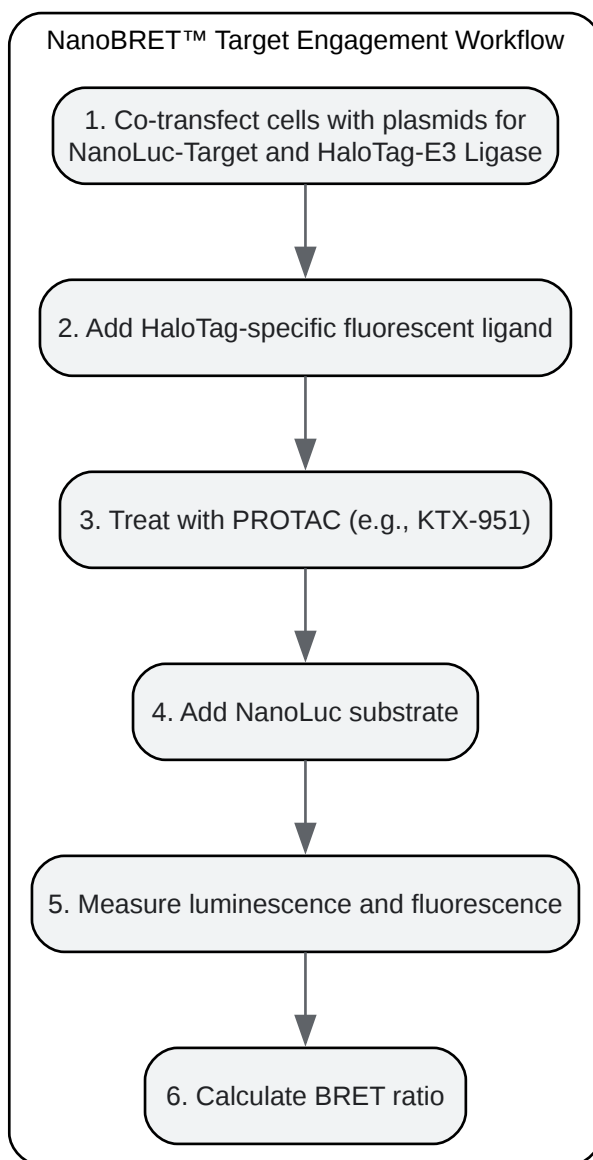 NanoBRET™ Target Engagement Workflow
1. Co-transfect cells with plasmids for
NanoLuc-Target and HaloTag-E3 Ligase
2. Add HaloTag-specific fluorescent ligand
3. Treat with PROTAC (e.g., KTX-951)
4. Add NanoLuc substrate
5. Measure luminescence and fluorescence
6. Calculate BRET ratio